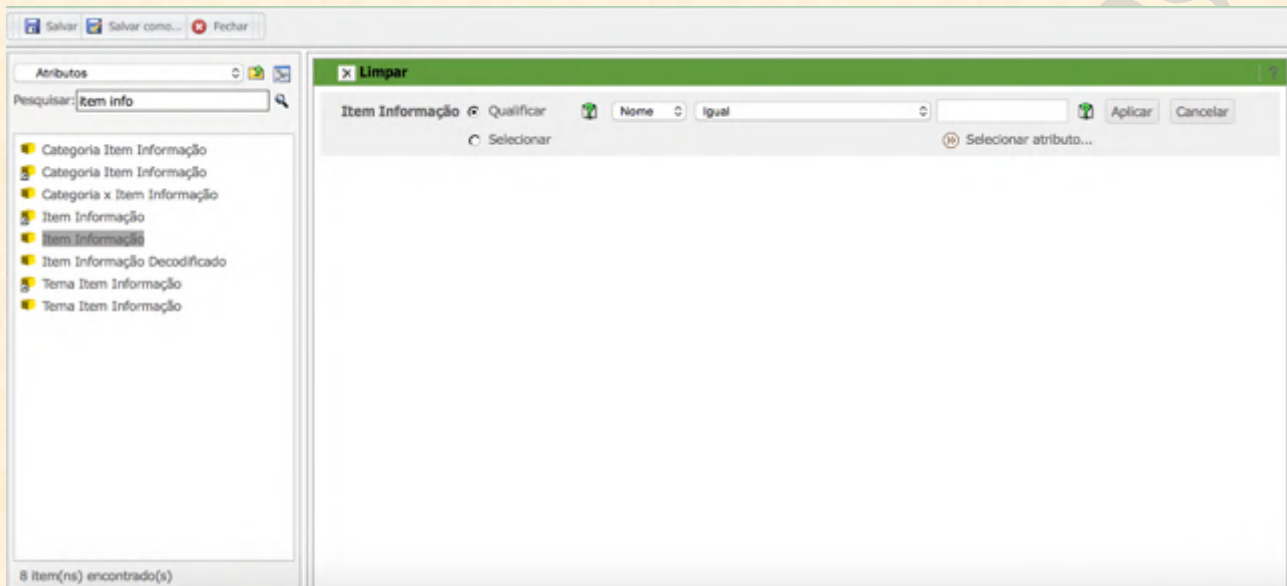 Salvar Salvar como... Fechar
Atributos
Pesquisar: item info
Categoria Item Informação
Categoria Item Informação
Categoria x Item Informação
Item Informação
Item Informação
Item Informação Decodificado
Tema Item Informação
Tema Item Informação
8 item(ns) encontrado(s)
Limpar ?
Item Informação Qualificar Nome Igual Aplicar Cancelar
Selecionar Selecionar atributo...